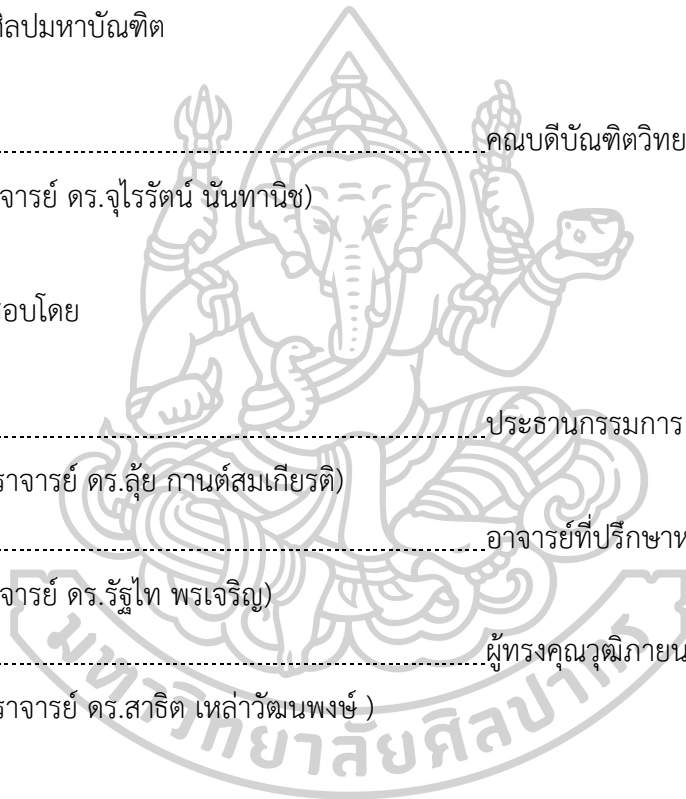 ศิลปมหาบัณฑิต
คณบดีบัณฑิตวิทย
จารย์ ดร.จุไรรัตน์ นันทานิช)
สอบโดย
ประธานกรรมการ
ราจารย์ ดร.ลุ้ย กานต์สมเกียรติ)
อาจารย์ที่ปรึกษาห
จารย์ ดร.รัฐไท พรเจริญ)
ผู้ทรงคุณวุฒิภายน
ราจารย์ ดร.สาธิต เหล่าวัฒนพงษ์ )
มหาวิทยาลัยศิลปากร